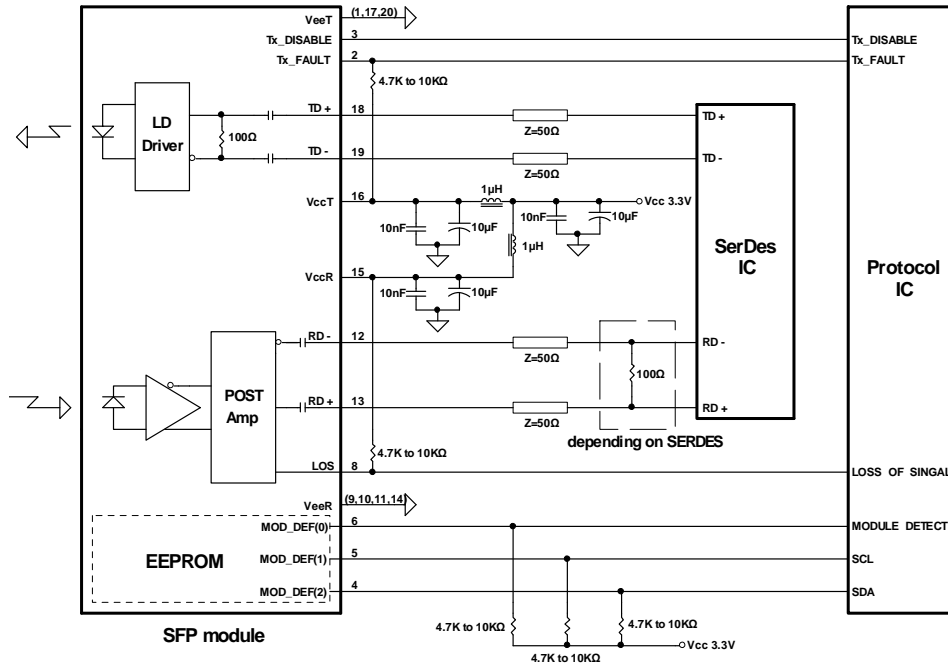 VeeT (1,17,20)
Tx_DISABLE 3 Tx_DISABLE
Tx_FAULT 2 Tx_FAULT
4.7K to 10KΩ
LD
Driver
100Ω
TD + 18 TD +
Z=50Ω
TD - 19 TD -
Z=50Ω
VccT 16 1μH Vcc 3.3V
10nF 10μF 10nF 10μF
1μH
SerDes
IC
Protocol
IC
VccR 15
10nF 10μF
RD - 12 RD -
Z=50Ω
100Ω
POST
Amp
RD + 13 RD +
Z=50Ω
depending on SERDES
4.7K to 10KΩ
LOS 8 LOSS OF SINGAL
VeeR (9,10,11,14)
MOD_DEF(0) 6 MODULE DETECT
EEPROM
MOD_DEF(1) 5 SCL
MOD_DEF(2) 4 SDA
4.7K to 10KΩ 4.7K to 10KΩ
SFP module
Vcc 3.3V
4.7K to 10KΩ